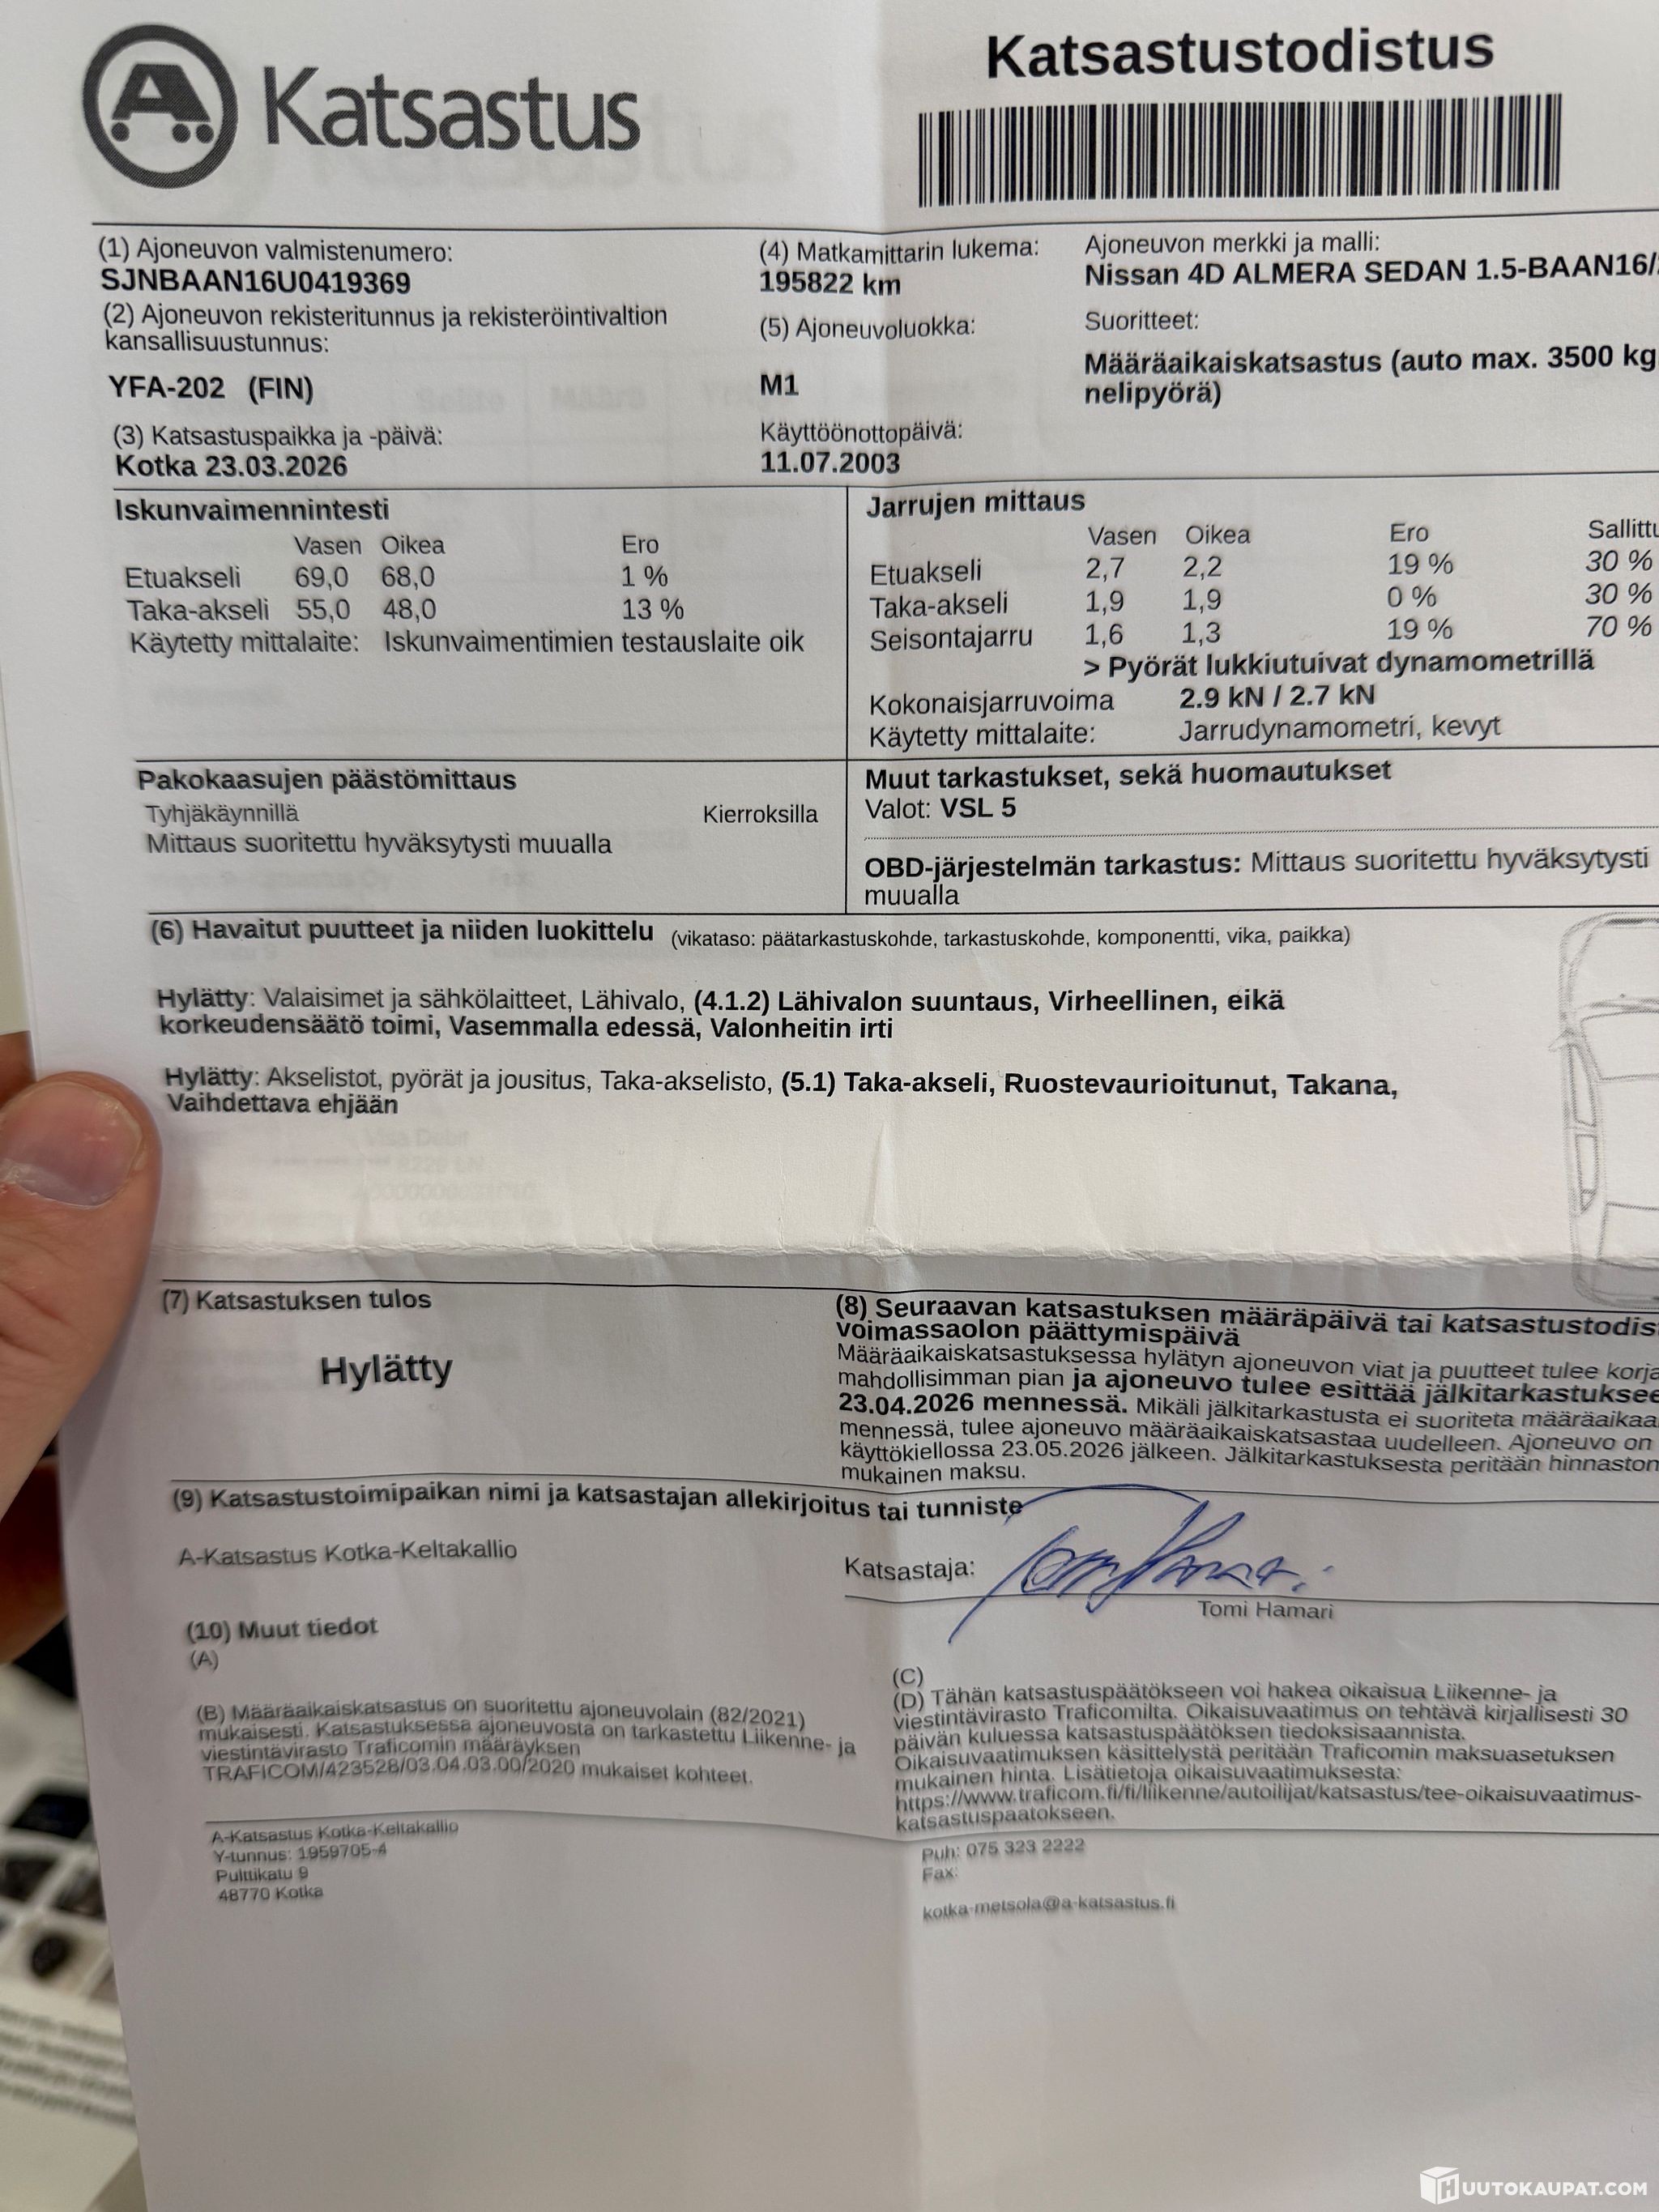 A Katsastus
Katsastustodistus
(1) Ajoneuvon valmistenumero:
SJNBAAN16U0419369
(4) Matkamittarin lukema:
195822 km
Ajoneuvon merkki ja malli:
Nissan 4D ALMERA SEDAN 1.5-BAAN16/
(2) Ajoneuvon rekisteritunnus ja rekisteröintivaltion
kansallisuustunnus:
YFA-202 (FIN)
(5) Ajoneuvoluokka:
M1
Suoritteet:
Määräaikaiskatsastus (auto max. 3500 kg
nelipyörä)
(3) Katsastuspaikka ja -päivä:
Kotka 23.03.2026
Käyttöönottopäivä:
11.07.2003
Iskunvaimennintesti
Vasen Oikea Ero
Etuakseli 69,0 68,0 1 %
Taka-akseli 55,0 48,0 13 %
Käytetty mittalaite: Iskunvaimentimien testauslaite oik
Jarrujen mittaus
Vasen Oikea Ero Sallittu
Etuakseli 2,7 2,2 19 % 30 %
Taka-akseli 1,9 1,9 0 % 30 %
Seisontajarru 1,6 1,3 19 % 70 %
> Pyörät lukkiutuivat dynamometrillä
Kokonaisjarruvoima 2.9 kN / 2.7 kN
Käytetty mittalaite: Jarrudynamometri, kevyt
Pakokaasujen päästömittaus
Tyhjäkäynnillä Kierroksilla
Mittaus suoritettu hyväksytysti muualla
Muut tarkastukset, sekä huomautukset
Valot: VSL 5
OBD-järjestelmän tarkastus: Mittaus suoritettu hyväksytysti
muualla
(6) Havaitut puutteet ja niiden luokittelu (vikataso: päätarkastuskohde, tarkastuskohde, komponentti, vika, paikka)
Hylätty: Valaisimet ja sähkölaitteet, Lähivalo, (4.1.2) Lähivalon suuntaus, Virheellinen, eikä
korkeudensäätö toimi, Vasemmalla edessä, Valonheitin irti
Hylätty: Akselistot, pyörät ja jousitus, Taka-akselisto, (5.1) Taka-akseli, Ruostevaurioitunut, Takana,
Vaihdettava ehjään
(7) Katsastuksen tulos
Hylätty
(8) Seuraavan katsastuksen määräpäivä tai katsastustodis
voimassaolon päättymispäivä
Määräaikaiskatsastuksessa hylätyn ajoneuvon viat ja puutteet tulee korja
mahdollisimman pian ja ajoneuvo tulee esittää jälkitarkastuksee
23.04.2026 mennessä. Mikäli jälkitarkastusta ei suoriteta määräaikaa
mennessä, tulee ajoneuvo määräaikaiskatsastaa uudelleen. Ajoneuvo on
käyttökiellossa 23.05.2026 jälkeen. Jälkitarkastuksesta peritään hinnaston
mukainen maksu.
(9) Katsastustoimipaikan nimi ja katsastajan allekirjoitus tai tunniste
A-Katsastus Kotka-Keltakallio
Katsastaja:
Tomi Hamari
(10) Muut tiedot
(A)
(B) Määräaikaiskatsastus on suoritettu ajoneuvolain (82/2021)
mukaisesti. Katsastuksessa ajoneuvosta on tarkastettu Liikenne- ja
viestintävirasto Traficomin määräyksen
TRAFICOM/423528/03.04.03.00/2020 mukaiset kohteet.
(C)
(D) Tähän katsastuspäätökseen voi hakea oikaisua Liikenne- ja
viestintävirasto Traficomilta. Oikaisuvaatimus on tehtävä kirjallisesti 30
päivän kuluessa katsastuspäätöksen tiedoksisaannista.
Oikaisuvaatimuksen käsittelystä peritään Traficomin maksuasetuksen
mukainen hinta. Lisätietoja oikaisuvaatimuksesta:
https://www.traficom.fi/fi/liikenne/autoilijat/katsastus/tee-oikaisuvaatimus-
katsastuspaatokseen.
A-Katsastus Kotka-Keltakallio
Y-tunnus: 1959705-4
Pulttikatu 9
48770 Kotka
Puh: 075 323 2222
Fax:
kotka-metsola@a-katsastus.fi
HUUTOKAUPAT.COM